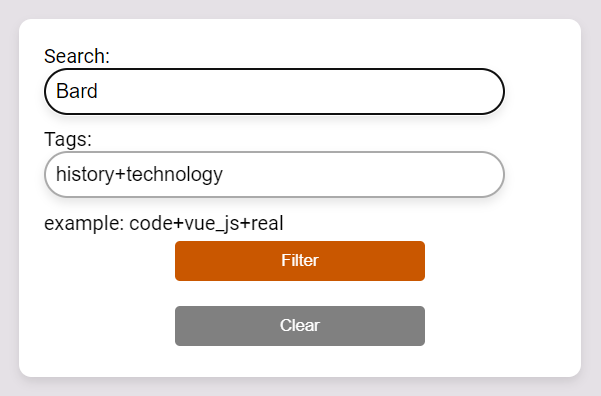 Search:
Bard
Tags:
history+technology
example: code+vue_js+real
Filter
Clear